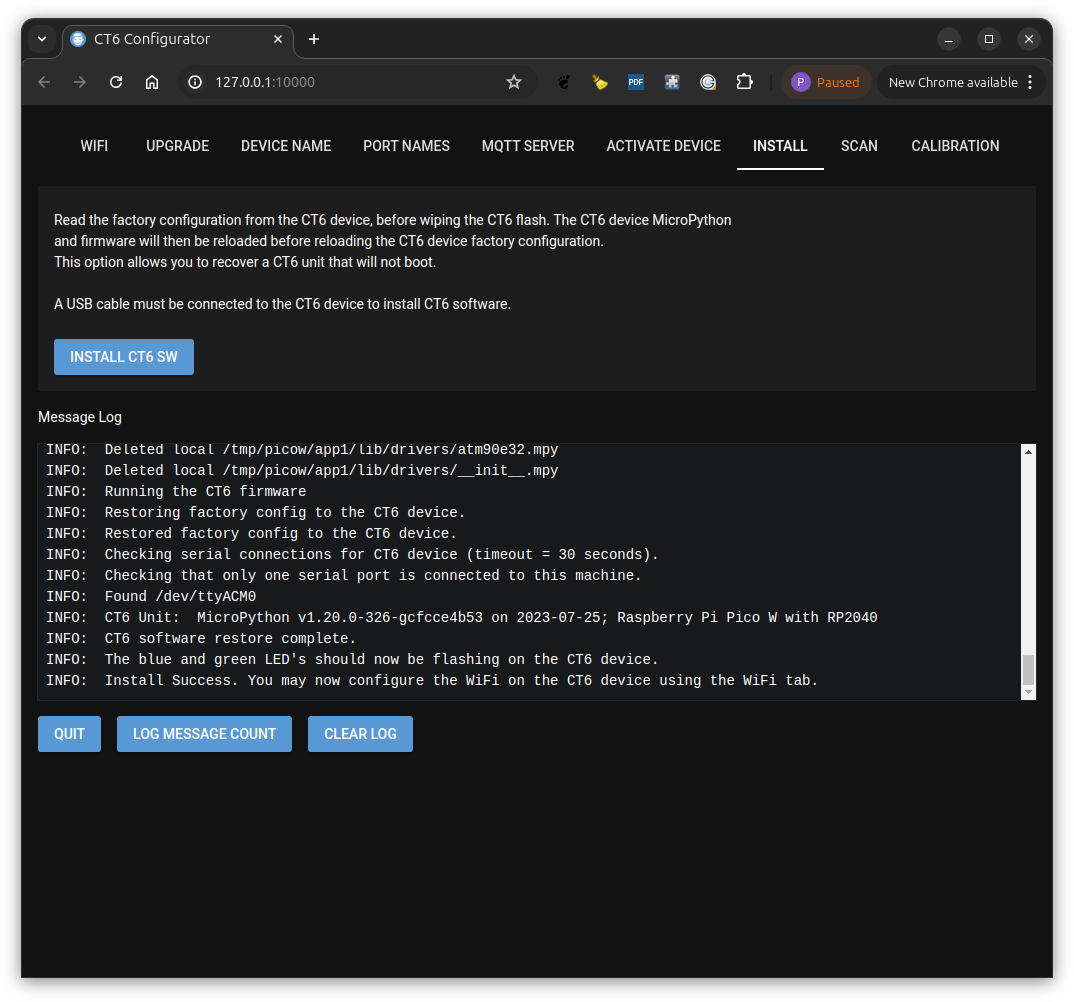 CT6 Configurator
127.0.0.1:10000
PDF
P Paused
New Chrome available
WIFI UPGRADE DEVICE NAME PORT NAMES MQTT SERVER ACTIVATE DEVICE INSTALL SCAN CALIBRATION
Read the factory configuration from the CT6 device, before wiping the CT6 flash. The CT6 device MicroPython
and firmware will then be reloaded before reloading the CT6 device factory configuration.
This option allows you to recover a CT6 unit that will not boot.
A USB cable must be connected to the CT6 device to install CT6 software.
INSTALL CT6 SW
Message Log
INFO:  Deleted local /tmp/picow/app1/lib/drivers/atm90e32.mpy
INFO:  Deleted local /tmp/picow/app1/lib/drivers/__init__.mpy
INFO:  Running the CT6 firmware
INFO:  Restoring factory config to the CT6 device.
INFO:  Restored factory config to the CT6 device.
INFO:  Checking serial connections for CT6 device (timeout = 30 seconds).
INFO:  Checking that only one serial port is connected to this machine.
INFO:  Found /dev/ttyACM0
INFO:  CT6 Unit:  MicroPython v1.20.0-326-gcfcce4b53 on 2023-07-25; Raspberry Pi Pico W with RP2040
INFO:  CT6 software restore complete.
INFO:  The blue and green LED's should now be flashing on the CT6 device.
INFO:  Install Success. You may now configure the WiFi on the CT6 device using the WiFi tab.
QUIT LOG MESSAGE COUNT CLEAR LOG